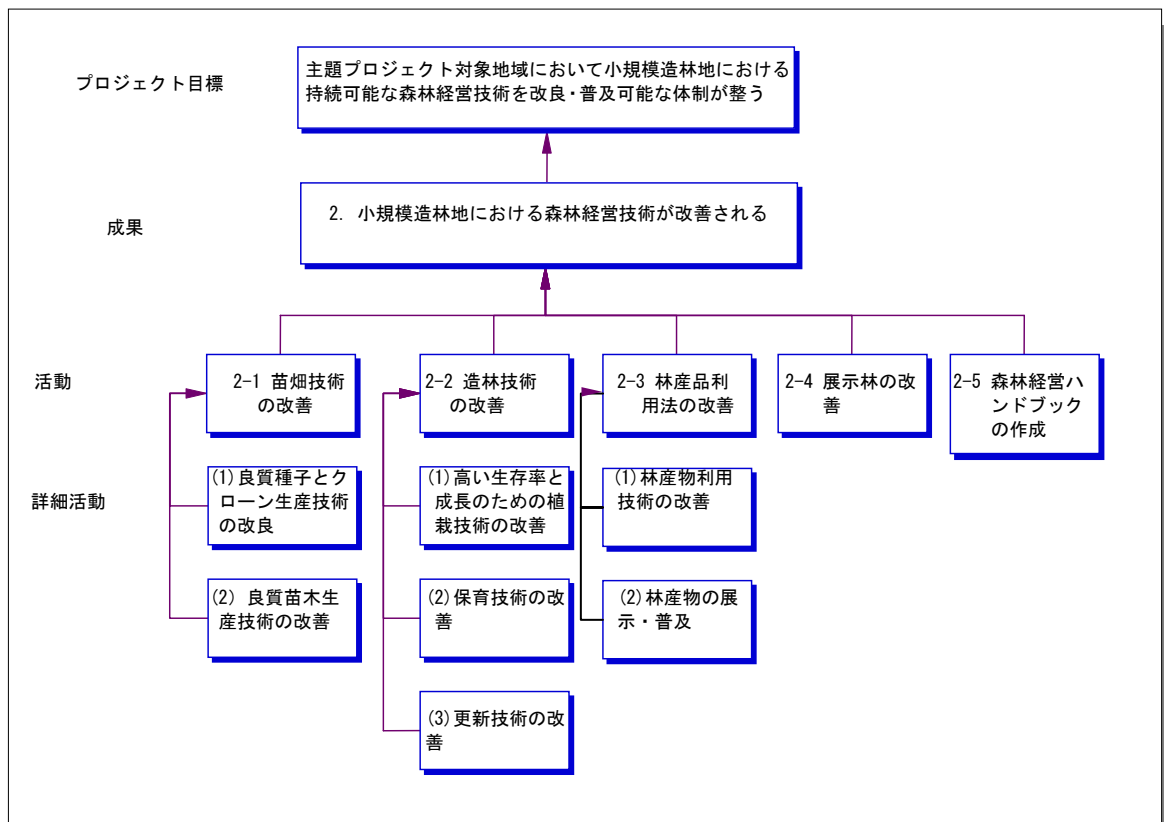 プロジェクト目標
主題プロジェクト対象地域において小規模造林地における
持続可能な森林経営技術を改良・普及可能な体制が整う
成果
2. 小規模造林地における森林経営技術が改善される
活動
2-1 苗畑技術
の改善
2-2 造林技術
の改善
2-3 林産品利
用法の改善
2-4 展示林の改
善
2-5 森林経営ハ
ンドブック
の作成
詳細活動
(1)良質種子とク
ローン生産技術
の改良
(1)高い生存率と
成長のための植
栽技術の改善
(1)林産物利用
技術の改善
(2) 良質苗木生
産技術の改善
(2)保育技術の改
善
(2)林産物の展
示・普及
(3)更新技術の改
善